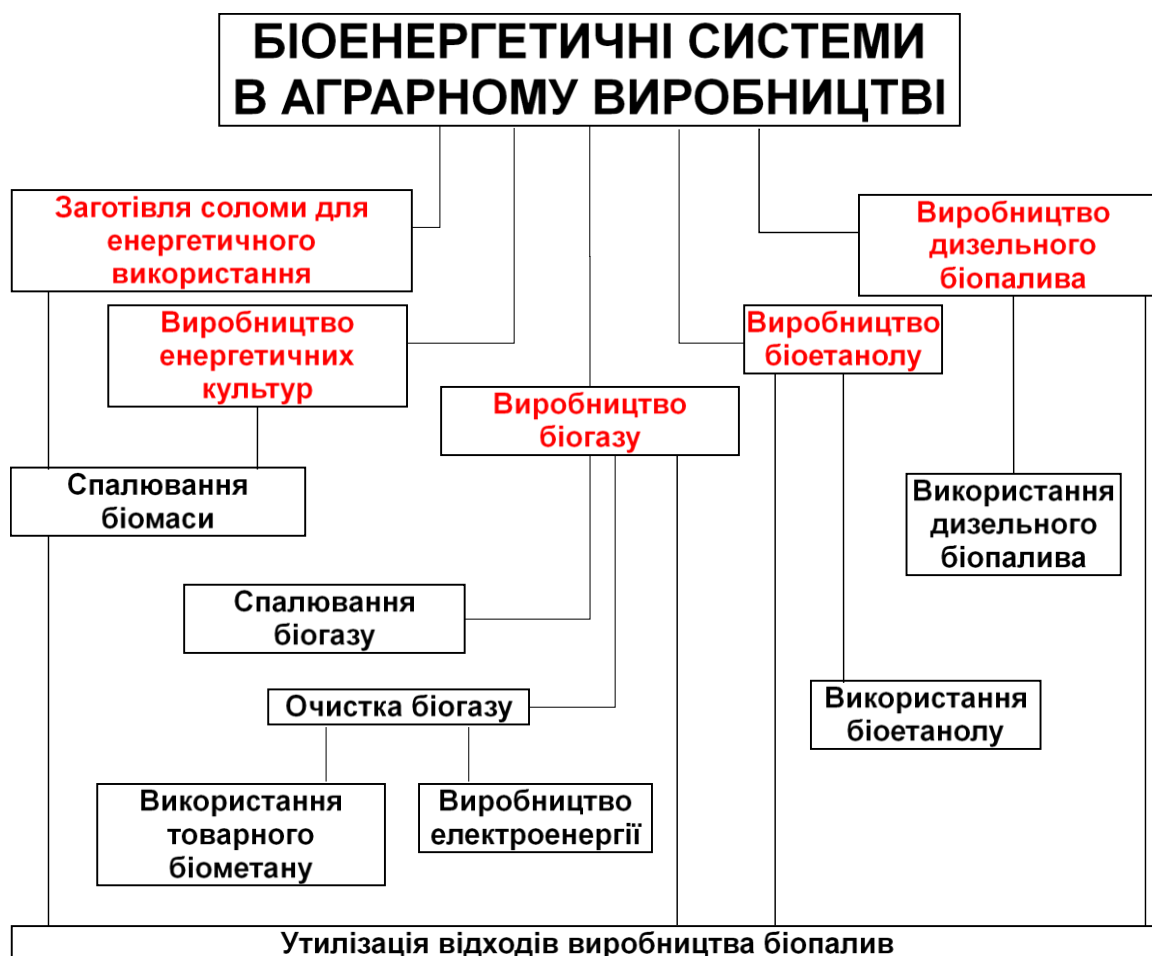 БІОЕНЕРГЕТИЧНІ СИСТЕМИ
В АГРАРНОМУ ВИРОБНИЦТВІ
Заготівля соломи для
енергетичного
використання
Виробництво
дизельного
біопалива
Виробництво
енергетичних
культур
Виробництво
біоетанолу
Виробництво
біогазу
Спалювання
біомаси
Використання
дизельного
біопалива
Спалювання
біогазу
Очистка біогазу
Використання
біоетанолу
Використання
товарного
біометану
Виробництво
електроенергії
Утилізація відходів виробництва біопалив